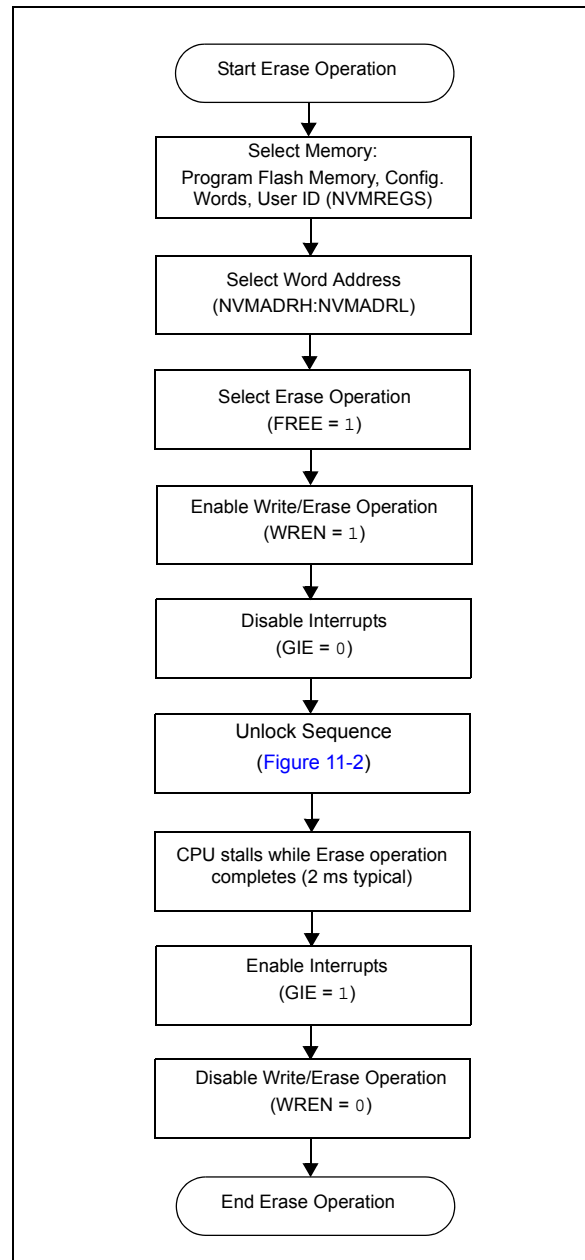 Start Erase Operation
Select Memory:
Program Flash Memory, Config.
Words, User ID (NVMREGS)
Select Word Address
(NVMADRH:NVMADRL)
Select Erase Operation
(FREE = 1)
Enable Write/Erase Operation
(WREN = 1)
Disable Interrupts
(GIE = 0)
Unlock Sequence
(Figure 11-2)
CPU stalls while Erase operation
completes (2 ms typical)
Enable Interrupts
(GIE = 1)
Disable Write/Erase Operation
(WREN = 0)
End Erase Operation